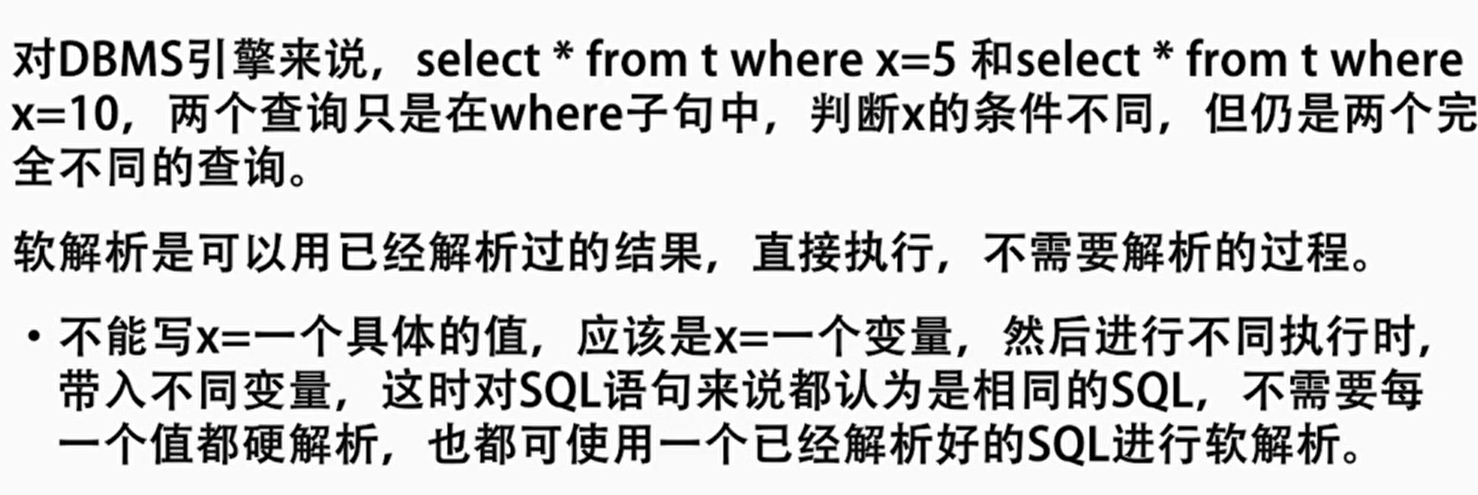 对DBMS引擎来说，select * from t where x=5 和select * from t where
x=10，两个查询只是在where子句中，判断x的条件不同，但仍是两个完
全不同的查询。
软解析是可以用已经解析过的结果，直接执行，不需要解析的过程。
• 不能写x=一个具体的值，应该是x=一个变量，然后进行不同执行时，
带入不同变量，这时对SQL语句来说都认为是相同的SQL，不需要每
一个值都硬解析，也都可使用一个已经解析好的SQL进行软解析。